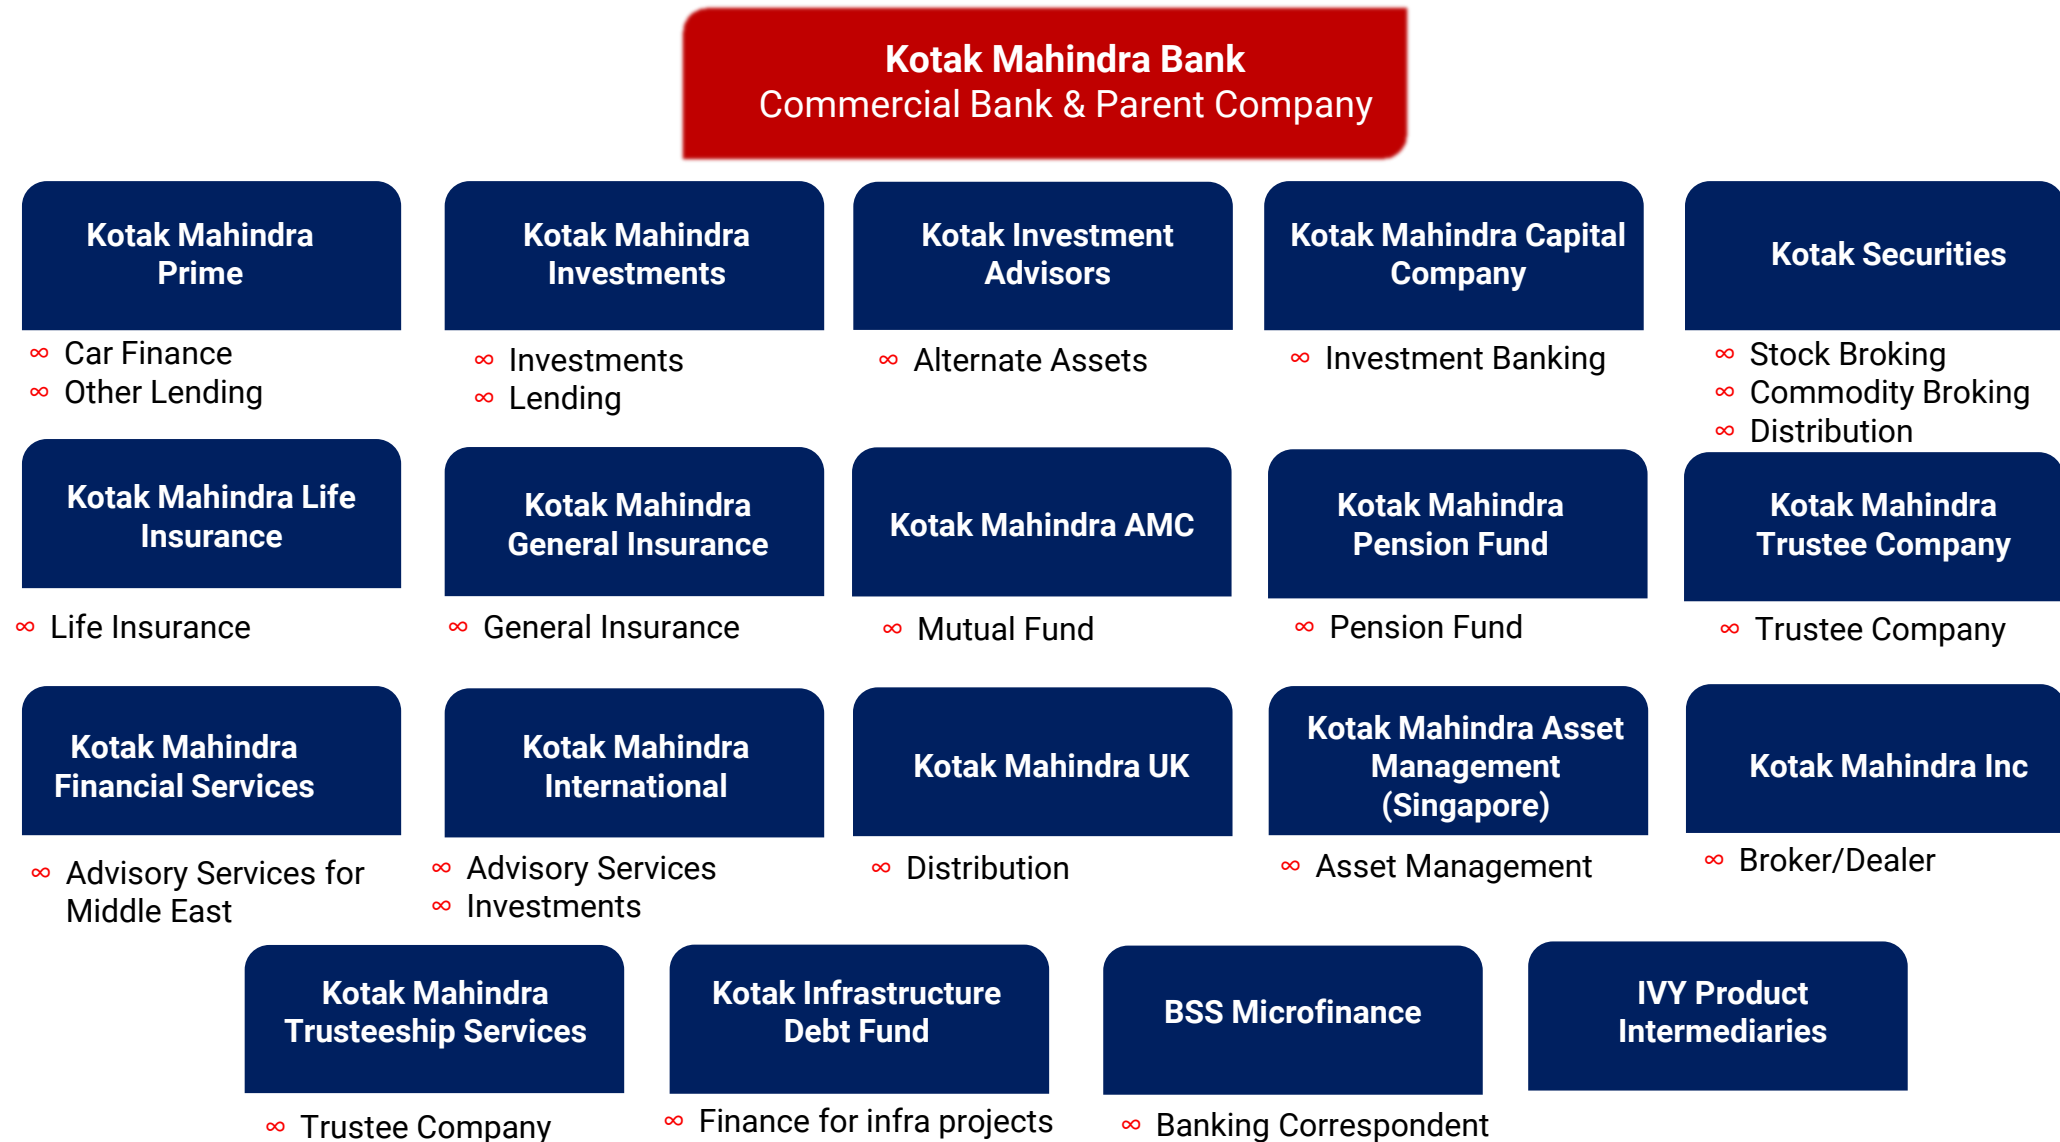 Kotak Mahindra Bank
Commercial Bank & Parent Company
Kotak Mahindra
Prime
∞ Car Finance
∞ Other Lending
Kotak Mahindra
Investments
∞ Investments
∞ Lending
Kotak Investment
Advisors
∞ Alternate Assets
Kotak Mahindra Capital
Company
∞ Investment Banking
Kotak Securities
∞ Stock Broking
∞ Commodity Broking
∞ Distribution
Kotak Mahindra Life
Insurance
∞ Life Insurance
Kotak Mahindra
General Insurance
∞ General Insurance
Kotak Mahindra AMC
∞ Mutual Fund
Kotak Mahindra
Pension Fund
∞ Pension Fund
Kotak Mahindra
Trustee Company
∞ Trustee Company
Kotak Mahindra
Financial Services
∞ Advisory Services for
Middle East
Kotak Mahindra
International
∞ Advisory Services
∞ Investments
Kotak Mahindra UK
∞ Distribution
Kotak Mahindra Asset
Management
(Singapore)
∞ Asset Management
Kotak Mahindra Inc
∞ Broker/Dealer
Kotak Mahindra
Trusteeship Services
∞ Trustee Company
Kotak Infrastructure
Debt Fund
∞ Finance for infra projects
BSS Microfinance
∞ Banking Correspondent
IVY Product
Intermediaries